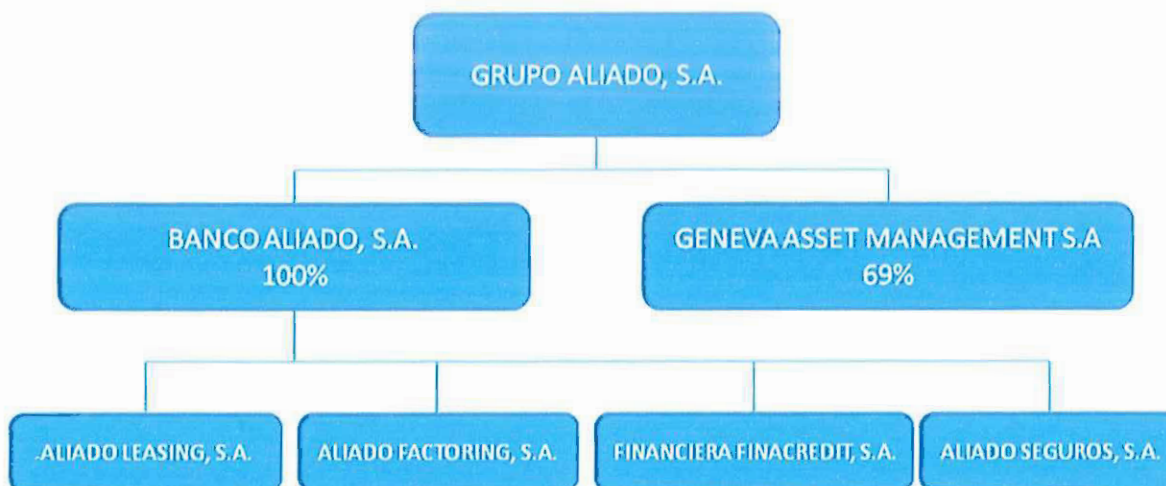 GRUPO ALIADO, S.A.
BANCO ALIADO, S.A.
100%
GENEVA ASSET MANAGEMENT S.A
69%
ALIADO LEASING, S.A.
ALIADO FACTORING, S.A.
FINANCIERA FINACREDIT, S.A.
ALIADO SEGUROS, S.A.